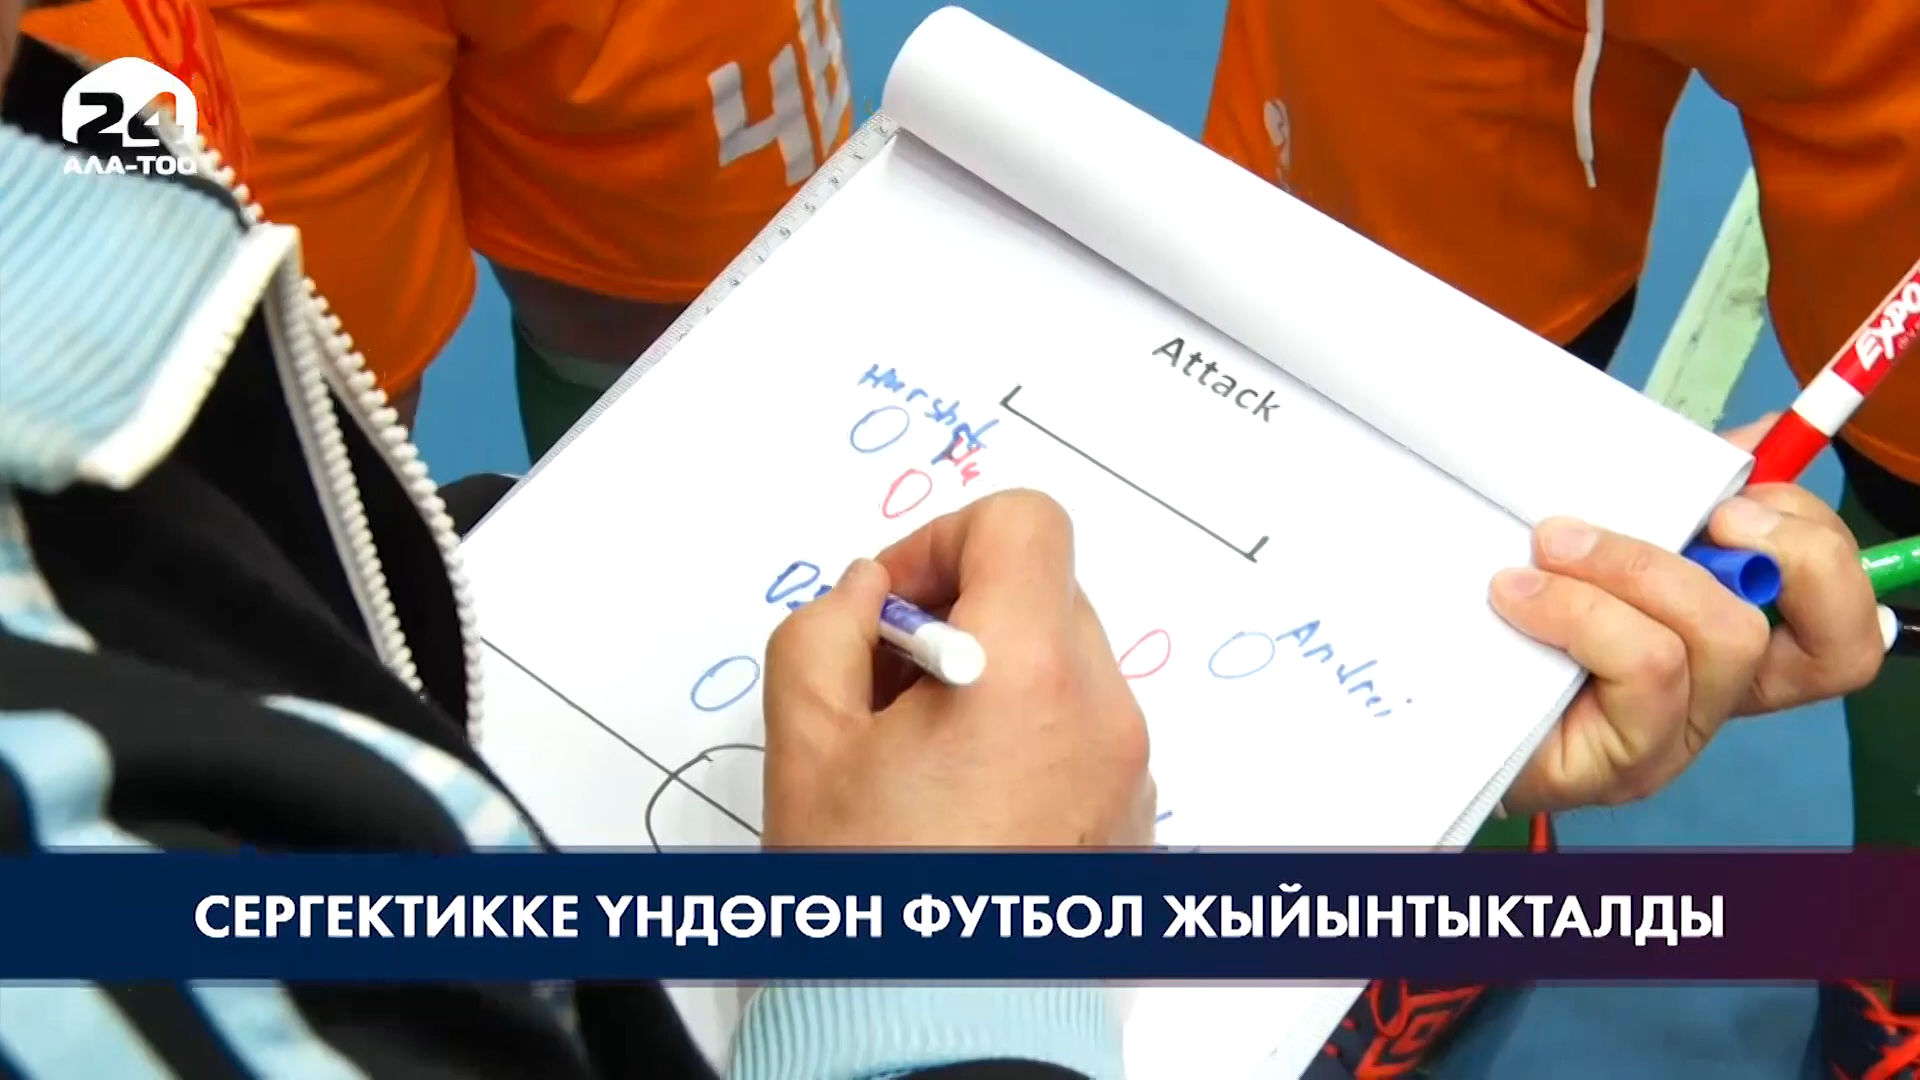 24
АЛА-ТОО
EXPO
Attack
Andrei
СЕРГЕКТИККЕ ҮНДӨГӨН ФУТБОЛ ЖЫЙЫНТЫКТАЛДЫ